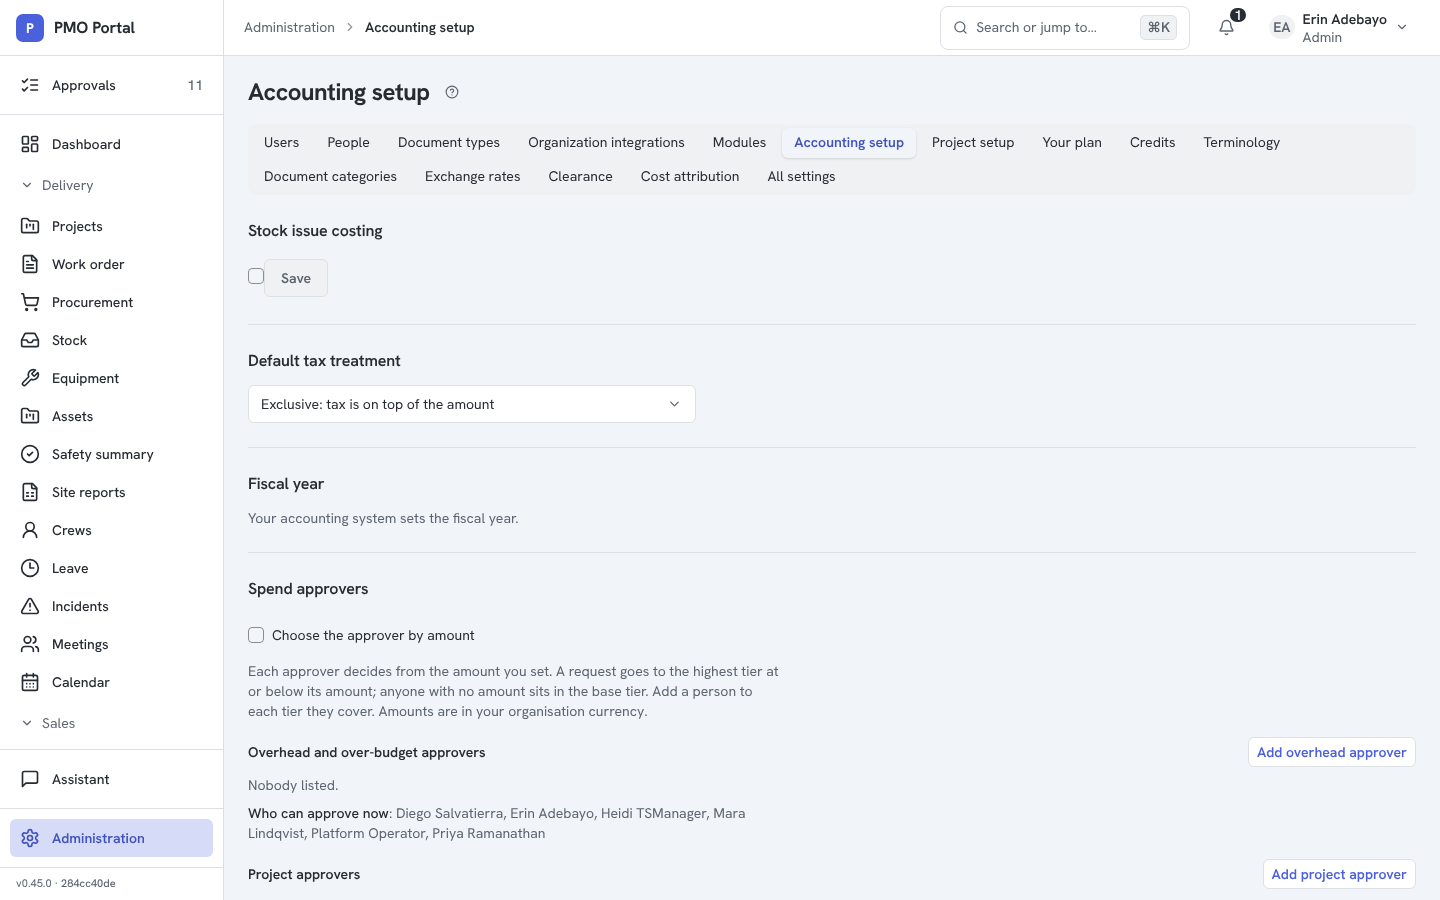 P PMO Portal
Administration > Accounting setup
Search or jump to... ⌘K
1
EA Erin Adebayo
Admin
Approvals 11
Dashboard
Delivery
Projects
Work order
Procurement
Stock
Equipment
Assets
Safety summary
Site reports
Crews
Leave
Incidents
Meetings
Calendar
Sales
Assistant
Administration
v0.45.0 · 284cc40de
Accounting setup
Users People Document types Organization integrations Modules Accounting setup Project setup Your plan Credits Terminology
Document categories Exchange rates Clearance Cost attribution All settings
Stock issue costing
Save
Default tax treatment
Exclusive: tax is on top of the amount
Fiscal year
Your accounting system sets the fiscal year.
Spend approvers
Choose the approver by amount
Each approver decides from the amount you set. A request goes to the highest tier at
or below its amount; anyone with no amount sits in the base tier. Add a person to
each tier they cover. Amounts are in your organisation currency.
Overhead and over-budget approvers Add overhead approver
Nobody listed.
Who can approve now: Diego Salvatierra, Erin Adebayo, Heidi TSManager, Mara
Lindqvist, Platform Operator, Priya Ramanathan
Project approvers Add project approver